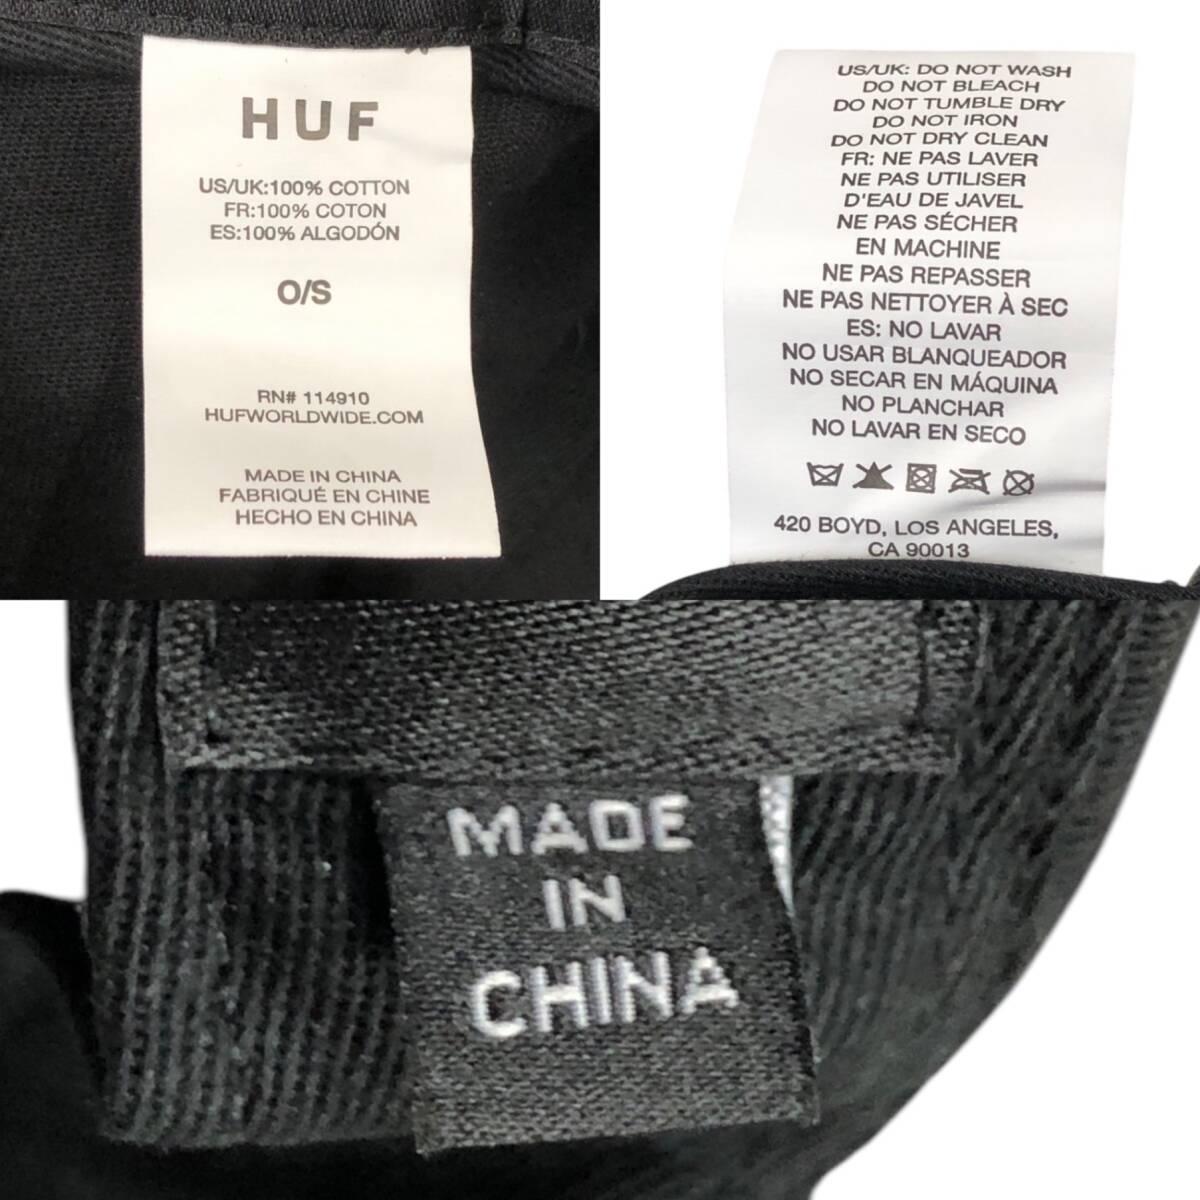 HUF
US/UK:100% COTTON
FR:100% COTON
ES:100% ALGODÓN
O/S
RN# 114910
HUFWORLDWIDE.COM
MADE IN CHINA
FABRIQUÉ EN CHINE
HECHO EN CHINA
US/UK: DO NOT WASH
DO NOT BLEACH
DO NOT TUMBLE DRY
DO NOT IRON
DO NOT DRY CLEAN
FR: NE PAS LAVER
NE PAS UTILISER
D'EAU DE JAVEL
NE PAS SÉCHER
EN MACHINE
NE PAS REPASSER
NE PAS NETTOYER À SEC
ES: NO LAVAR
NO USAR BLANQUEADOR
NO SECAR EN MÁQUINA
NO PLANCHAR
NO LAVAR EN SECO
420 BOYD, LOS ANGELES,
CA 90013
MADE
IN
CHINA